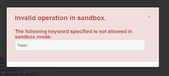 Invalid operation in sandbox.
×
The following keyword specified is not allowed in
sandbox mode: